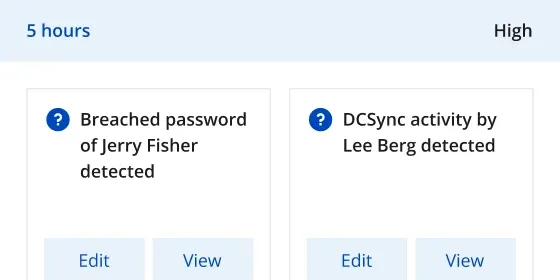 5 hours High
? Breached password
of Jerry Fisher
detected
? DCSync activity by
Lee Berg detected
Edit View
Edit View